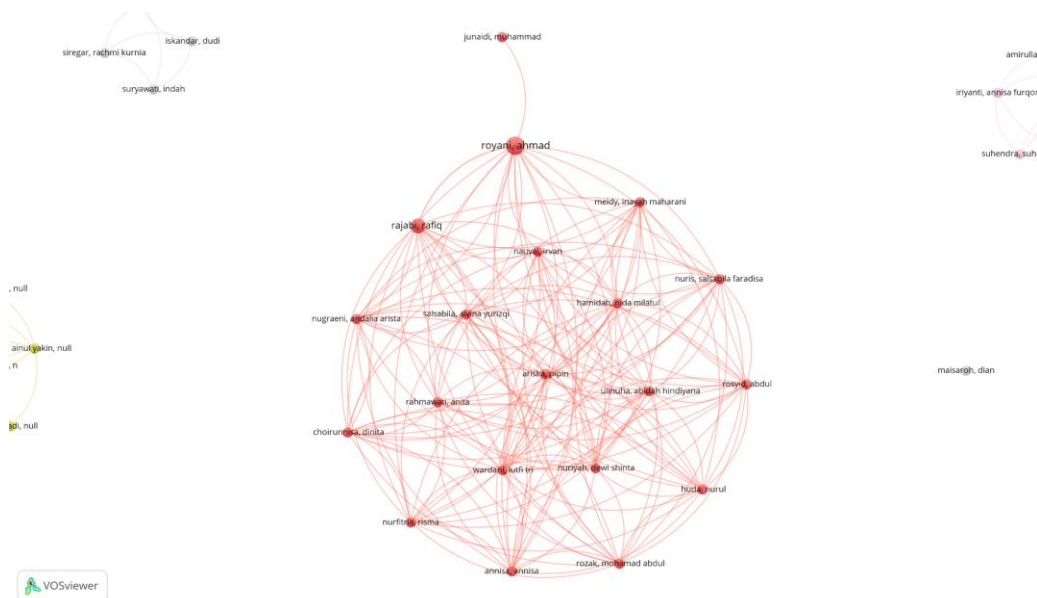 iskandar, dudi
siregar, rachmi kurnia
suryawati, indah
junaidi, muhammad
amirulla
iriyanti, annisa furqon
suhendra, suh
royani, ahmad
meidy, inayah maharani
rajabi, rafiq
nauval, irvan
nuris, salsabila faradisa
, null
hamidah, nida milatul
nugraeni, andalia arista
salsabila, alyana yurizqi
ainul yakin, null
, n
maisaroh, dian
ariska, pipin
rosyid, abdul
ulinuha, abidah hindiyana
rahmawati, anita
adi, null
choirunnisa, dinita
wardani, lutfi tri
nuriyah, dewi shinta
huda, nurul
nurfitria, risma
annisa, annisa
rozak, mohamad abdul
VOSviewer